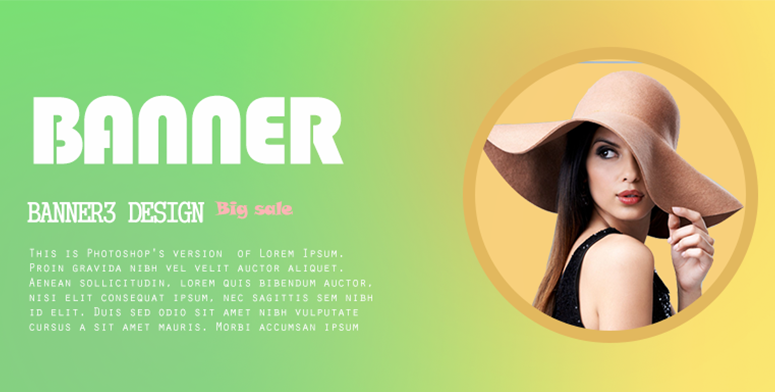 BANNER
BANNER3 DESIGN Big sale
This is Photoshop's version of Lorem Ipsum.
Proin gravida nibh vel velit auctor aliquet.
Aenean sollicitudin, lorem quis bibendum auctor,
nisi elit consequat ipsum, nec sagittis sem nibh
id elit. Duis sed odio sit amet nibh vulputate
cursus a sit amet mauris. Morbi accumsan ipsum